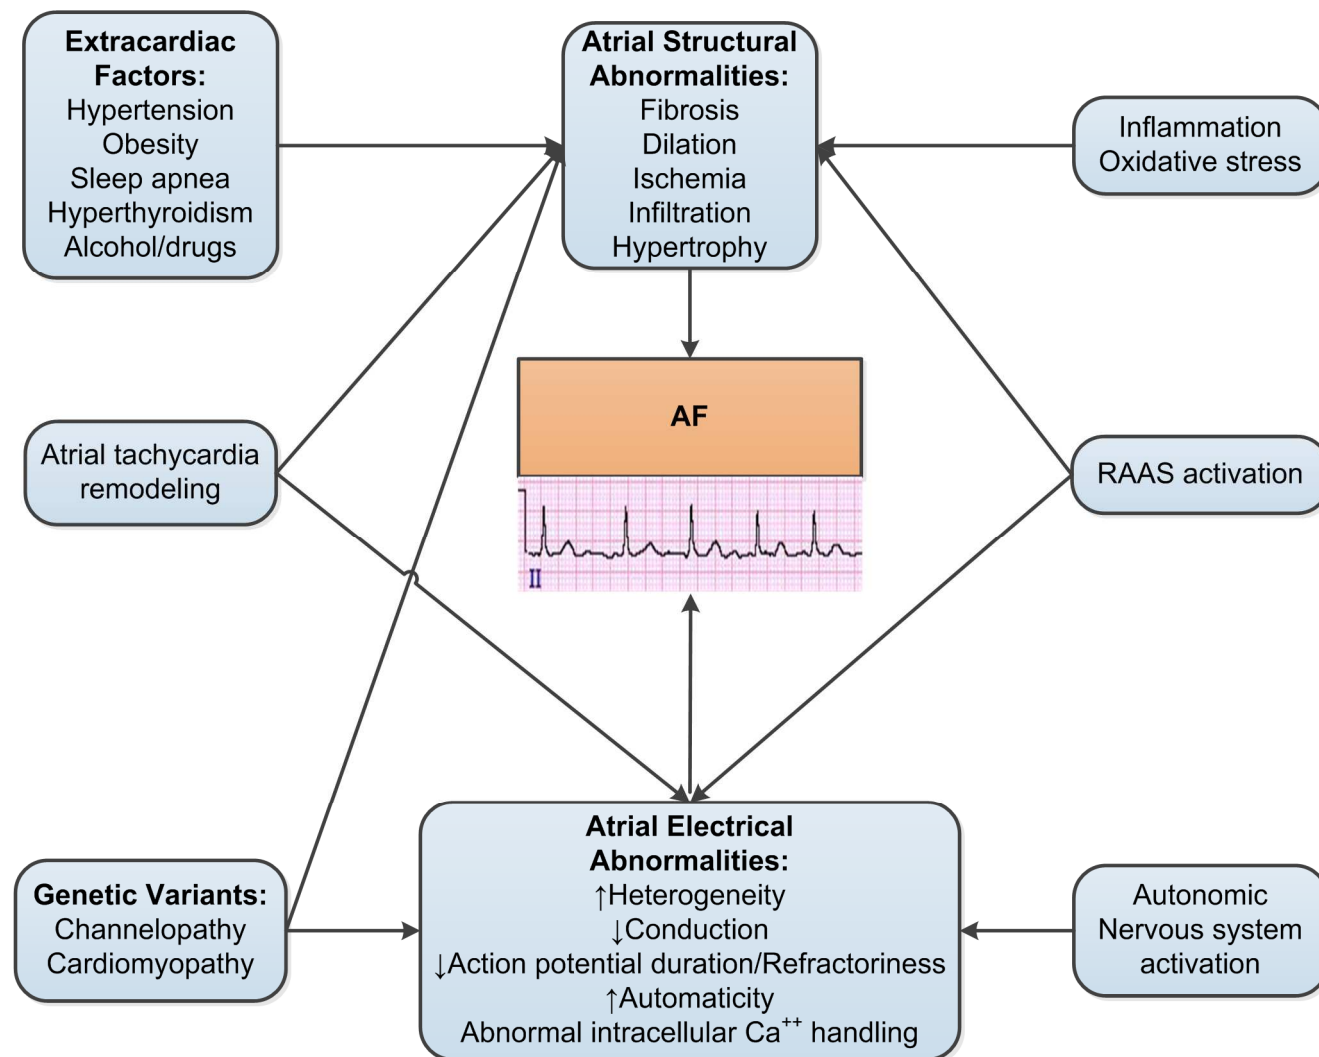 Extracardiac
Factors:
Hypertension
Obesity
Sleep apnea
Hyperthyroidism
Alcohol/drugs
Atrial Structural
Abnormalities:
Fibrosis
Dilation
Ischemia
Infiltration
Hypertrophy
Inflammation
Oxidative stress
Atrial tachycardia
remodeling
AF
II
RAAS activation
Genetic Variants:
Channelopathy
Cardiomyopathy
Atrial Electrical
Abnormalities:
↑Heterogeneity
↓Conduction
↓Action potential duration/Refractoriness
↑Automaticity
Abnormal intracellular Ca⁺⁺ handling
Autonomic
Nervous system
activation